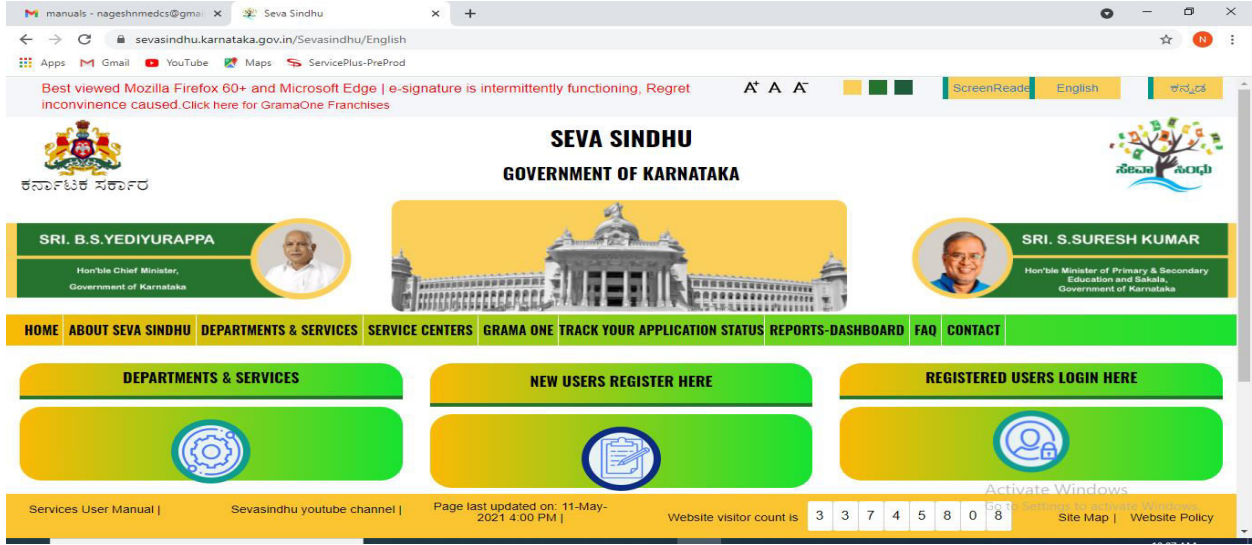 manuals - nageshnmedcs@gmai
Seva Sindhu
sevasindhu.karnataka.gov.in/Sevasindhu/English
N
Apps Gmail YouTube Maps ServicePlus-PreProd
Best viewed Mozilla Firefox 60+ and Microsoft Edge | e-signature is intermittently functioning, Regret
inconvinence caused.Click here for GramaOne Franchises
A+ A A-
ScreenReade
English
ಕನ್ನಡ
SEVA SINDHU
GOVERNMENT OF KARNATAKA
ಕರ್ನಾಟಕ ಸರ್ಕಾರ
ಸೇವಾ ಸಿಂಧು
SRI. B.S.YEDIYURAPPA
Hon'ble Chief Minister,
Government of Karnataka
SRI. S.SURESH KUMAR
Hon'ble Minister of Primary & Secondary
Education and Sakala,
Government of Karnataka
HOME ABOUT SEVA SINDHU DEPARTMENTS & SERVICES SERVICE CENTERS GRAMA ONE TRACK YOUR APPLICATION STATUS REPORTS-DASHBOARD FAQ CONTACT
DEPARTMENTS & SERVICES
NEW USERS REGISTER HERE
REGISTERED USERS LOGIN HERE
Activate Windows
Go to Settings to activate Windows.
Services User Manual |
Sevasindhu youtube channel |
Page last updated on: 11-May-
2021 4:00 PM |
Website visitor count is 3 3 7 4 5 8 0 8
Site Map | Website Policy